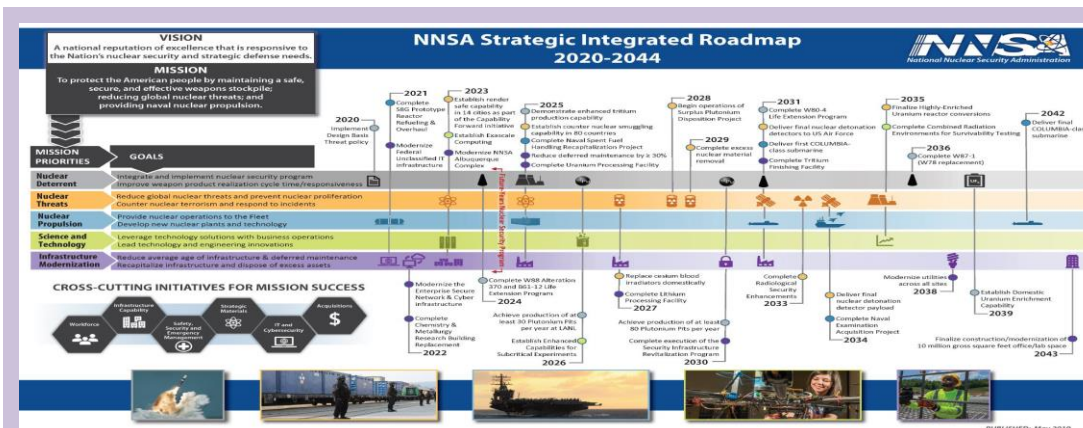 VISION
A national reputation of excellence that is responsive to
the Nation's nuclear security and strategic defense needs.
MISSION
To protect the American people by maintaining a safe,
secure, and effective weapons stockpile;
reducing global nuclear threats; and
providing naval nuclear propulsion.
NNSA Strategic Integrated Roadmap
2020-2044
NNSA
National Nuclear Security Administration
MISSION
PRIORITIES
GOALS
Nuclear
Deterrent
Integrate and implement nuclear security program
Improve weapon product realization cycle time/responsiveness
Nuclear
Threats
Reduce global nuclear threats and prevent nuclear proliferation
Counter nuclear terrorism and respond to incidents
Nuclear
Propulsion
Provide nuclear operations to the Fleet
Develop new nuclear plants and technology
Science and
Technology
Leverage technology solutions with business operations
Lead technology and engineering innovations
Infrastructure
Modernization
Reduce average age of infrastructure & deferred maintenance
Recapitalize infrastructure and dispose of excess assets
2020
Implement
Design Basis
Threat policy
2021
Complete
S8G Prototype
Reactor
Refueling &
Overhaul
Modernize
Federal
Unclassified IT
infrastructure
2023
Establish render
safe capability
in 14 cities as part
of the Capability
Forward Initiative
Establish Exascale
Computing
Modernize NNSA
Albuquerque
Complex
2025
Demonstrate enhanced tritium
production capability
Establish counter nuclear smuggling
capability in 80 countries
Complete Naval Spent Fuel
Handling Recapitalization Project
Reduce deferred maintenance by ≥ 30%
Complete Uranium Processing Facility
2028
Begin operations of
Surplus Plutonium
Disposition Project
2029
Complete excess
nuclear material
removal
2031
Complete W80-4
Life Extension Program
Deliver final nuclear detonation
detectors to US Air Force
Deliver first COLUMBIA-
class submarine
Complete Tritium
Finishing Facility
2035
Finalize Highly-Enriched
Uranium reactor conversions
Complete Combined Radiation
Environments for Survivability Testing
2036
Complete W87-1
(W78 replacement)
2042
Deliver final
COLUMBIA-class
submarine
Future Years Nuclear Security Program
Modernize the
Enterprise Secure
Network & Cyber
Infrastructure
Complete
Chemistry &
Metallurgy
Research Building
Replacement
2022
Complete W88 Alteration
370 and B61-12 Life
Extension Program
2024
Achieve production of at
least 30 Plutonium Pits
per year at LANL
Establish Enhanced
Capabilities for
Subcritical Experiments
2026
Replace cesium blood
irradiators domestically
Complete Lithium
Processing Facility
2027
Achieve production of at least
80 Plutonium Pits per year
Complete execution of the
Security Infrastructure
Revitalization Program
2030
Complete
Radiological
Security
Enhancements
2033
Deliver final
nuclear detonation
detector payload
Complete Naval
Examination
Acquisition Project
2034
Modernize utilities
across all sites
2038
Establish Domestic
Uranium Enrichment
Capability
2039
Finalize construction/modernization of
10 million gross square feet office/lab space
2043
CROSS-CUTTING INITIATIVES FOR MISSION SUCCESS
Workforce
Infrastructure
Capability
Safety,
Security and
Emergency
Management
Strategic
Materials
IT and
Cybersecurity
Acquisitions
$